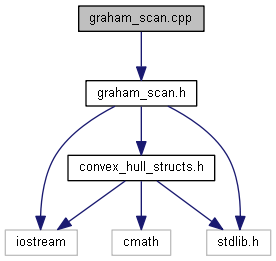 graham_scan.cpp
graham_scan.h
convex_hull_structs.h
iostream
cmath
stdlib.h